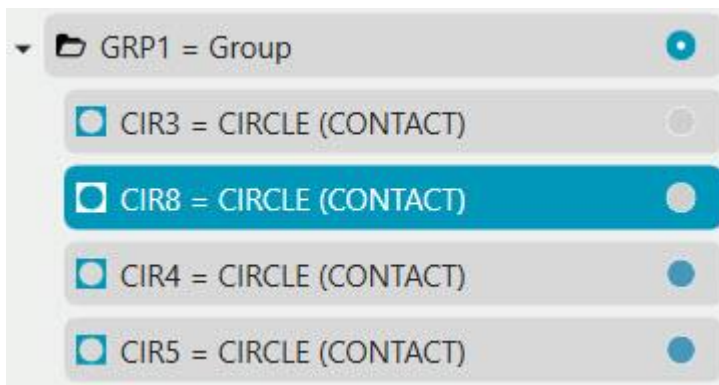 GRP1 = Group
CIR3 = CIRCLE (CONTACT)
CIR8 = CIRCLE (CONTACT)
CIR4 = CIRCLE (CONTACT)
CIR5 = CIRCLE (CONTACT)